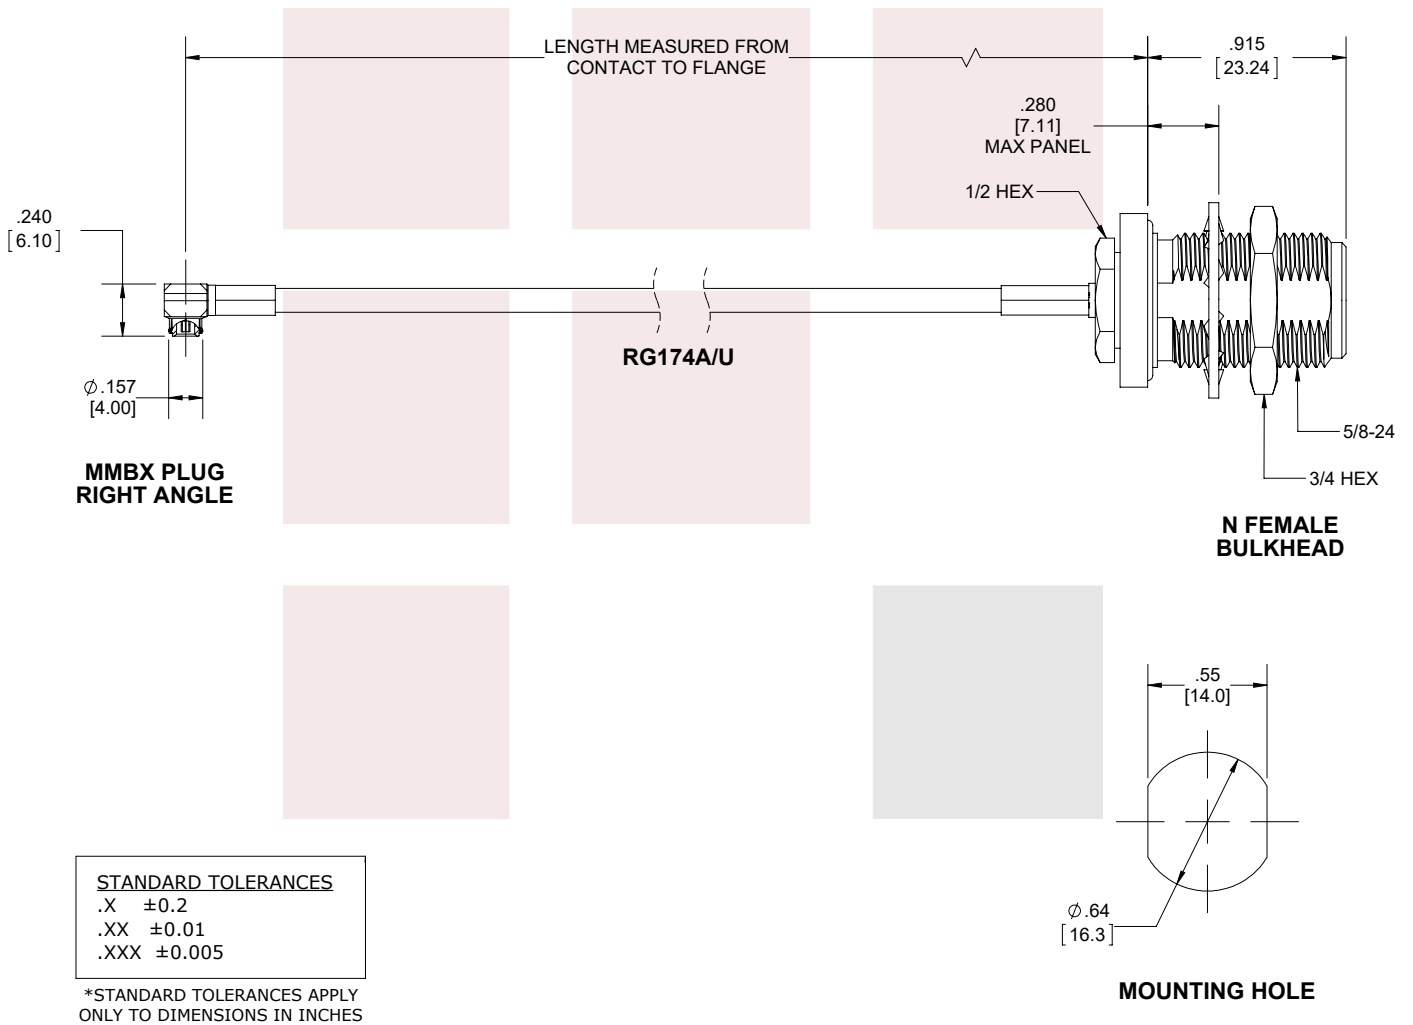 LENGTH MEASURED FROM
CONTACT TO FLANGE
.915
[23.24]
.280
[7.11]
MAX PANEL
1/2 HEX
.240
[6.10]
RG174A/U
Ø.157
[4.00]
5/8-24
3/4 HEX
MMBX PLUG
RIGHT ANGLE
N FEMALE
BULKHEAD
.55
[14.0]
Ø.64
[16.3]
MOUNTING HOLE
STANDARD TOLERANCES
.X ±0.2
.XX ±0.01
.XXX ±0.005
*STANDARD TOLERANCES APPLY
ONLY TO DIMENSIONS IN INCHES